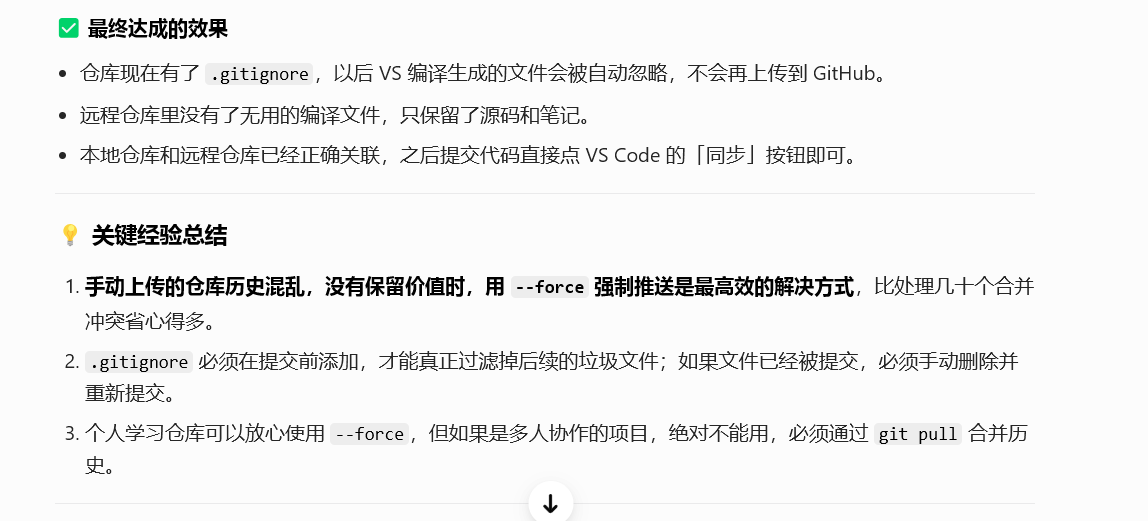 ✅ 最终达成的效果
• 仓库现在有了 .gitignore，以后 VS 编译生成的文件会被自动忽略，不会再上传到 GitHub。
• 远程仓库里没有了无用的编译文件，只保留了源码和笔记。
• 本地仓库和远程仓库已经正确关联，之后提交代码直接点 VS Code 的「同步」按钮即可。
💡 关键经验总结
1. 手动上传的仓库历史混乱，没有保留价值时，用 --force 强制推送是最高效的解决方式，比处理几十个合并
冲突省心得多。
2. .gitignore 必须在提交前添加，才能真正过滤掉后续的垃圾文件；如果文件已经被提交，必须手动删除并
重新提交。
3. 个人学习仓库可以放心使用 --force，但如果是多人协作的项目，绝对不能用，必须通过 git pull 合并历
史。